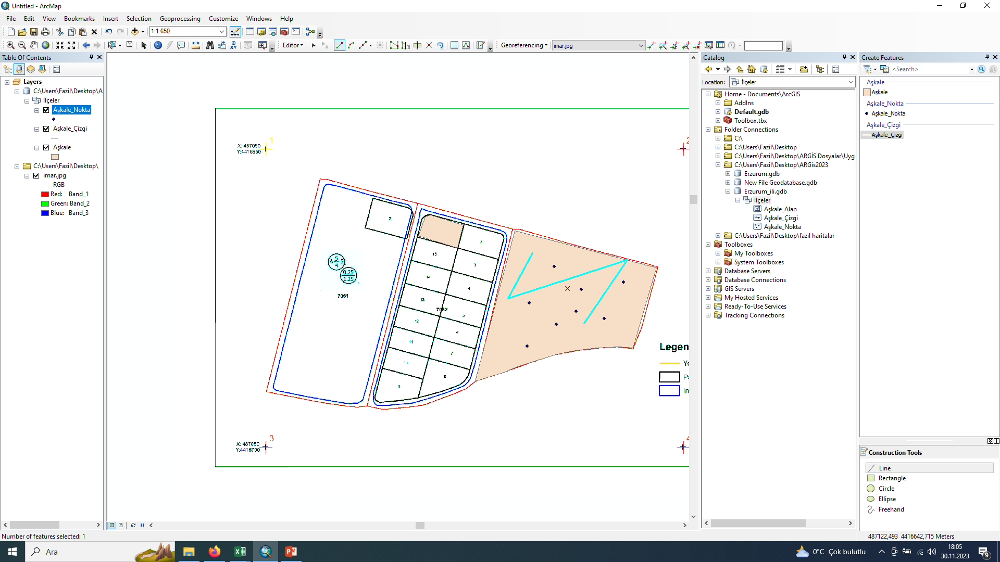 Untitled - ArcMap
File Edit View Bookmarks Insert Selection Geoprocessing Customize Windows Help
1:1.650
Editor
Georeferencing
imar.jpg
Table Of Contents
Layers
C:\Users\Fazil\Desktop\A
İlçeler
Aşkale_Nokta
Aşkale_Çizgi
Aşkale
C:\Users\Fazil\Desktop\
imar.jpg
RGB
Red: Band_1
Green: Band_2
Blue: Band_3
1
X: 487050
Y:4416950
2
2
2
15
3
14
4
13
7052
5
12
6
11
7
10
8
9
5
4
0.25
1.25
7051
Legen
3
X: 487050
Y:4416700
4
Catalog
Location: İlçeler
Home - Documents\ArcGIS
AddIns
Default.gdb
Toolbox.tbx
Folder Connections
C:\
C:\Users\Fazil\Desktop
C:\Users\Fazil\Desktop\ARGİS Dosyalar\Uyg
C:\Users\Fazil\Desktop\ARGis2023
Erzurum.gdb
New File Geodatabase.gdb
Erzurum_ili.gdb
İlçeler
Aşkale_Alan
Aşkale_Çizgi
Aşkale_Nokta
C:\Users\Fazil\Desktop\fazıl haritalar
Toolboxes
My Toolboxes
System Toolboxes
Database Servers
Database Connections
GIS Servers
My Hosted Services
Ready-To-Use Services
Tracking Connections
Create Features
<Search>
Aşkale
Aşkale
Aşkale_Nokta
Aşkale_Nokta
Aşkale_Çizgi
Aşkale_Çizgi
Construction Tools
Line
Rectangle
Circle
Ellipse
Freehand
Number of features selected: 1
487122,493 4416642,715 Meters
Ara
0°C Çok bulutlu
18:05
30.11.2023
9